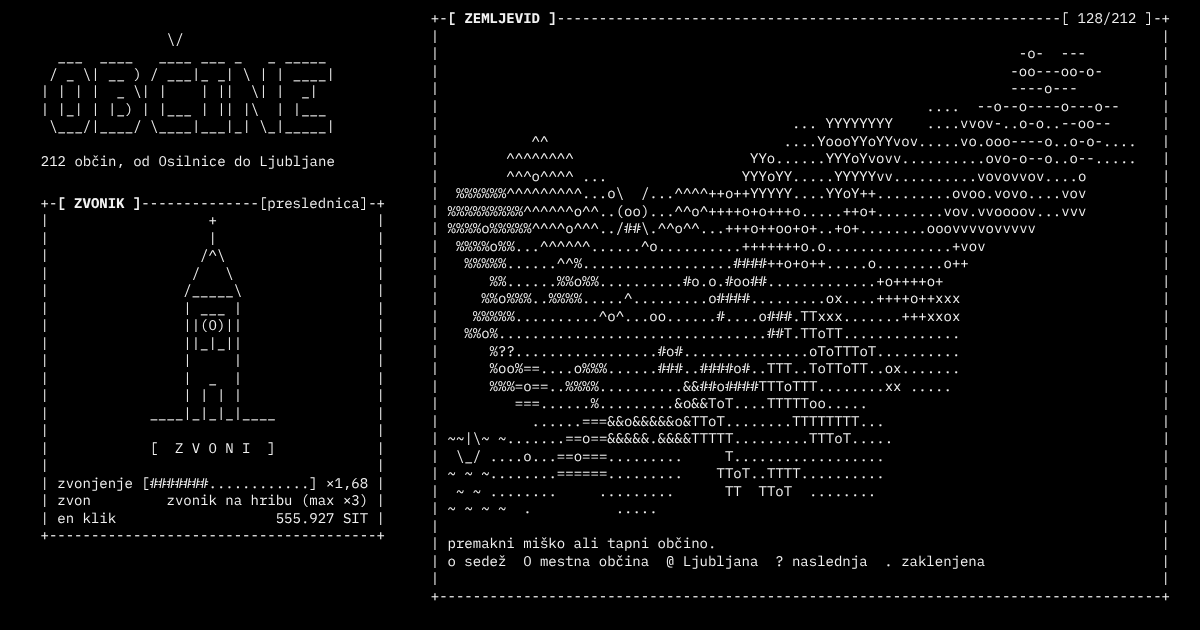 OBČINE
212 občin, od Osilnice do Ljubljane
[ ZVONIK ] [preslednica]
[ Z V O N I ]
zvonjenje [#######............] ×1,68
zvon zvonik na hribu (max ×3)
en klik 555.927 SIT
[ ZEMLJEVID ] [ 128/212 ]
premakni miško ali tapni občino.
o sedež O mestna občina @ Ljubljana ? naslednja . zaklenjena